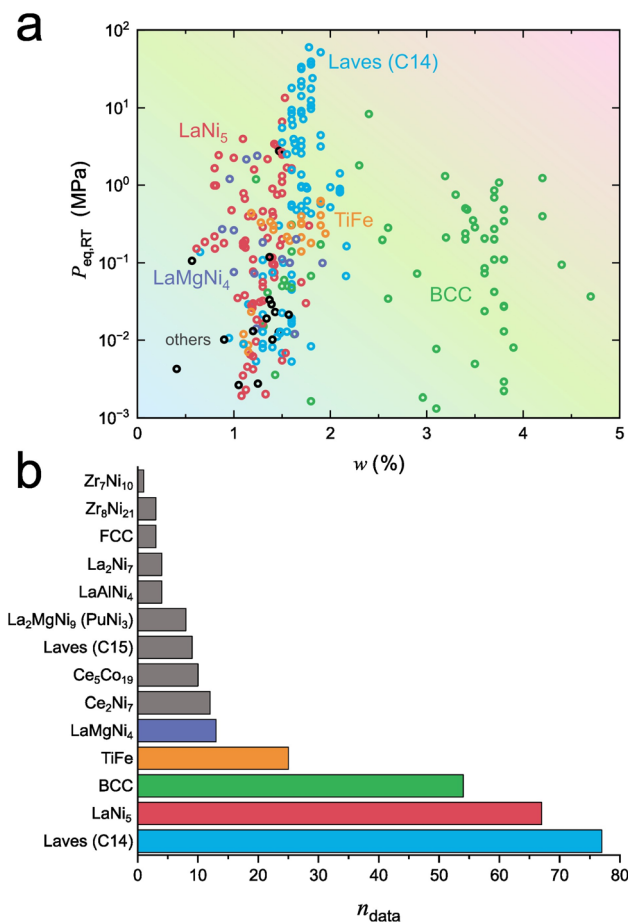 a
10²
10¹
10⁰
10⁻¹
10⁻²
10⁻³
P_eq,RT (MPa)
Laves (C14)
LaNi₅
TiFe
LaMgNi₄
BCC
others
0 1 2 3 4 5
w (%)
b
Zr₇Ni₁₀
Zr₈Ni₂₁
FCC
La₂Ni₇
LaAlNi₄
La₂MgNi₉ (PuNi₃)
Laves (C15)
Ce₅Co₁₉
Ce₂Ni₇
LaMgNi₄
TiFe
BCC
LaNi₅
Laves (C14)
0 10 20 30 40 50 60 70 80
n_data